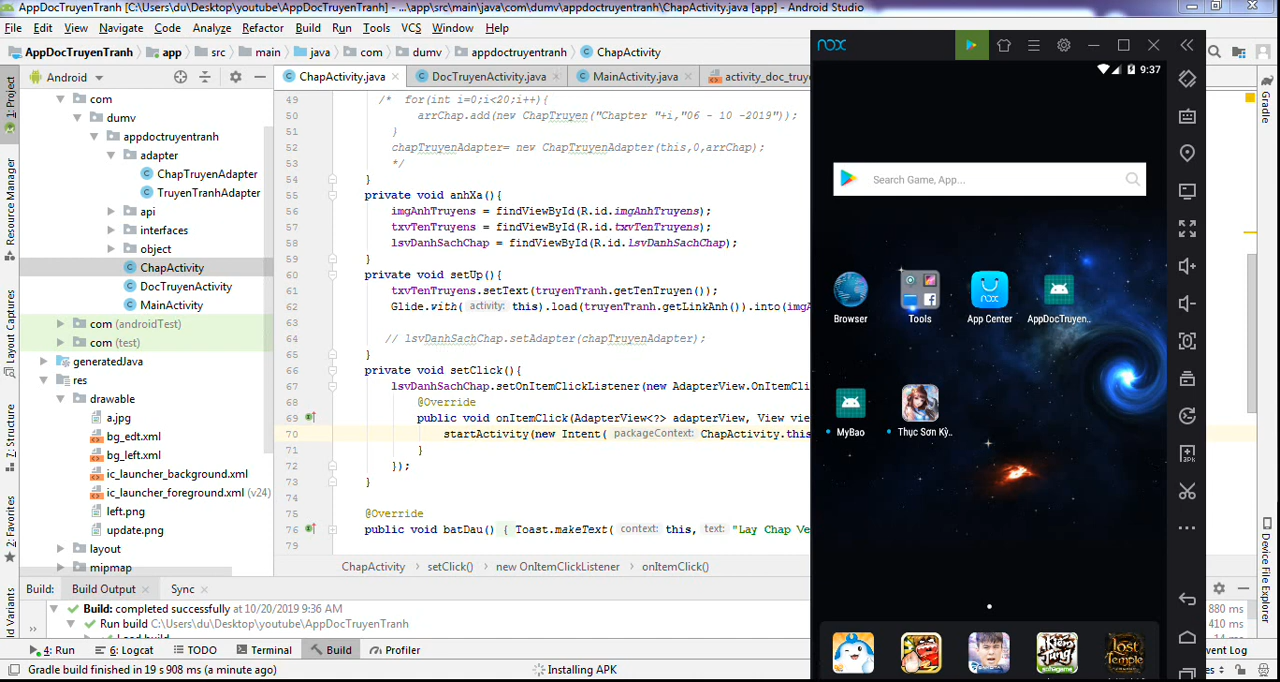 AppDocTruyenTranh [C:\Users\du\Desktop\youtube\AppDocTruyenTranh] - ...\app\src\main\java\com\dumv\appdoctruyentranh\ChapActivity.java [app] - Android Studio
File Edit View Navigate Code Analyze Refactor Build Run Tools VCS Window Help
AppDocTruyenTranh app src main java com dumv appdoctruyentranh ChapActivity
Android
ChapActivity.java DocTruyenActivity.java MainActivity.java activity_doc_truy
1: Project
Resource Manager
Layout Captures
7: Structure
2: Favorites
ld Variants
com
dumv
appdoctruyentranh
adapter
ChapTruyenAdapter
TruyenTranhAdapter
api
interfaces
object
ChapActivity
DocTruyenActivity
MainActivity
com (androidTest)
com (test)
generatedJava
res
drawable
a.jpg
bg_edt.xml
bg_left.xml
ic_launcher_background.xml
ic_launcher_foreground.xml (v24)
left.png
update.png
layout
mipmap
49 /* for(int i=0;i<20;i++){
50 arrChap.add(new ChapTruyen("Chapter "+i,"06 - 10 -2019"));
51 }
52 chapTruyenAdapter= new ChapTruyenAdapter(this,0,arrChap);
53 */
54 }
55 private void anhXa(){
56 imgAnhTruyens = findViewById(R.id.imgAnhTruyens);
57 txvTenTruyens = findViewById(R.id.txvTenTruyens);
58 lsvDanhSachChap = findViewById(R.id.lsvDanhSachChap);
59 }
60 private void setUp(){
61 txvTenTruyens.setText(truyenTranh.getTenTruyen());
62 Glide.with( activity: this).load(truyenTranh.getLinkAnh()).into(imgA
63
64 // lsvDanhSachChap.setAdapter(chapTruyenAdapter);
65 }
66 private void setClick(){
67 lsvDanhSachChap.setOnItemClickListener(new AdapterView.OnItemCli
68 @Override
69 public void onItemClick(AdapterView<?> adapterView, View vie
70 startActivity(new Intent( packageContext: ChapActivity.this
71 }
72 });
73 }
74
75 @Override
76 public void batDau() { Toast.makeText( context: this, text: "Lay Chap Ve
79
ChapActivity setClick() new OnItemClickListener onItemClick()
nox
9:37
Search Game, App...
Browser Tools App Center AppDocTruyen..
MyBao Thục Sơn Kỳ..
LOST TEMPLE
Gradle
Device File Explorer
Build: Build Output Sync
Build: completed successfully at 10/20/2019 9:36 AM
Run build C:\Users\du\Desktop\youtube\AppDocTruyenTranh
880 ms
410 ms
4: Run 6: Logcat TODO Terminal Build Profiler
vent Log
Gradle build finished in 19 s 908 ms (a minute ago)
Installing APK